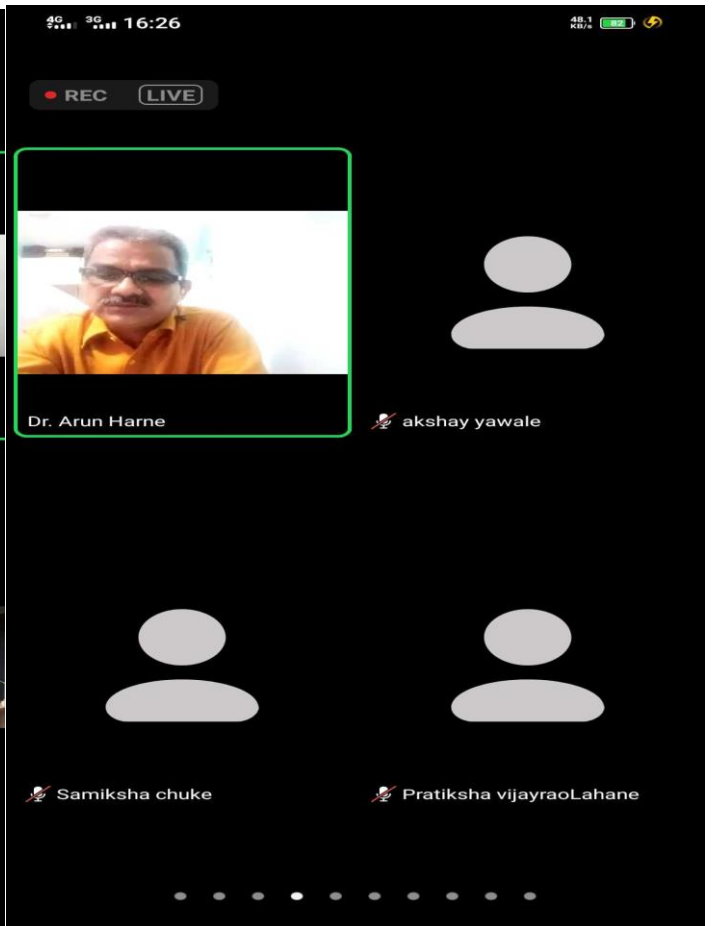 4G 3G 16:26 48.1 KB/s 82
REC LIVE
Dr. Arun Harne akshay yawale
Samiksha chuke Pratiksha vijayraoLahane